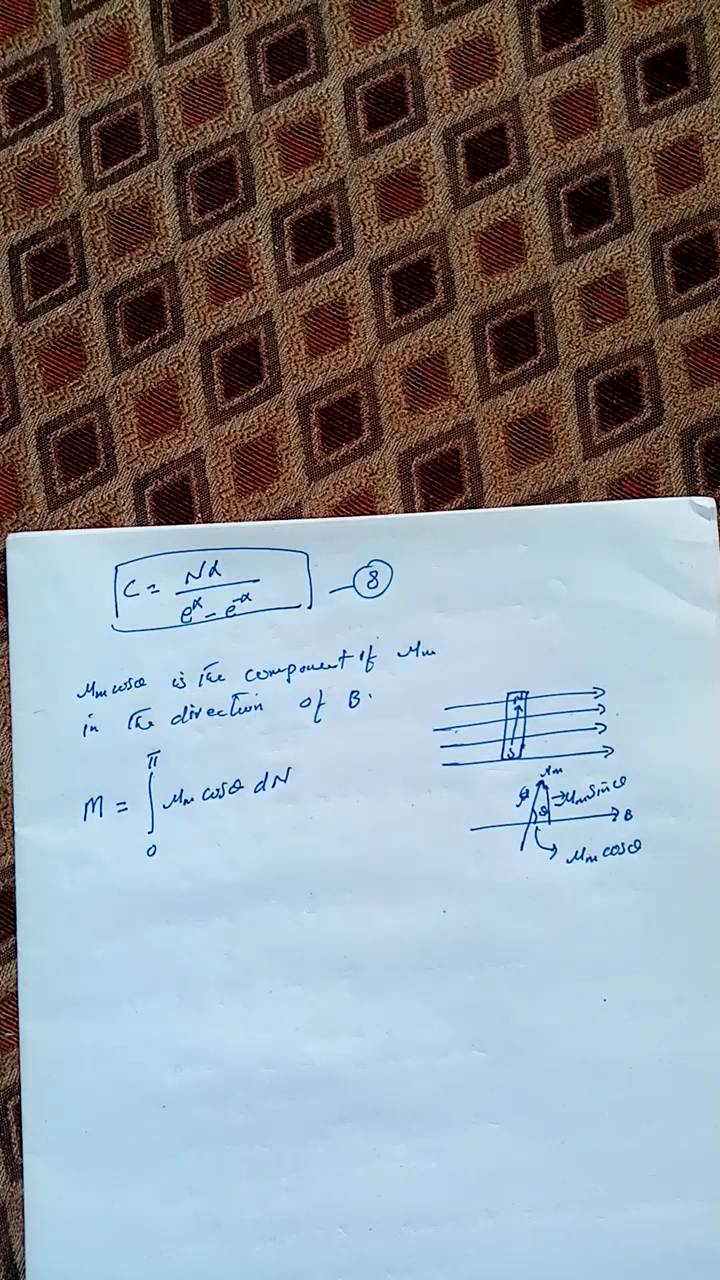 C = Nα / (e^α − e^−α) — ⑧
μm cosθ is the component of μm
in the direction of B.
M = ∫₀^π μm cosθ dN
N
S
μm
θ → μm sinθ
B
μm cosθ